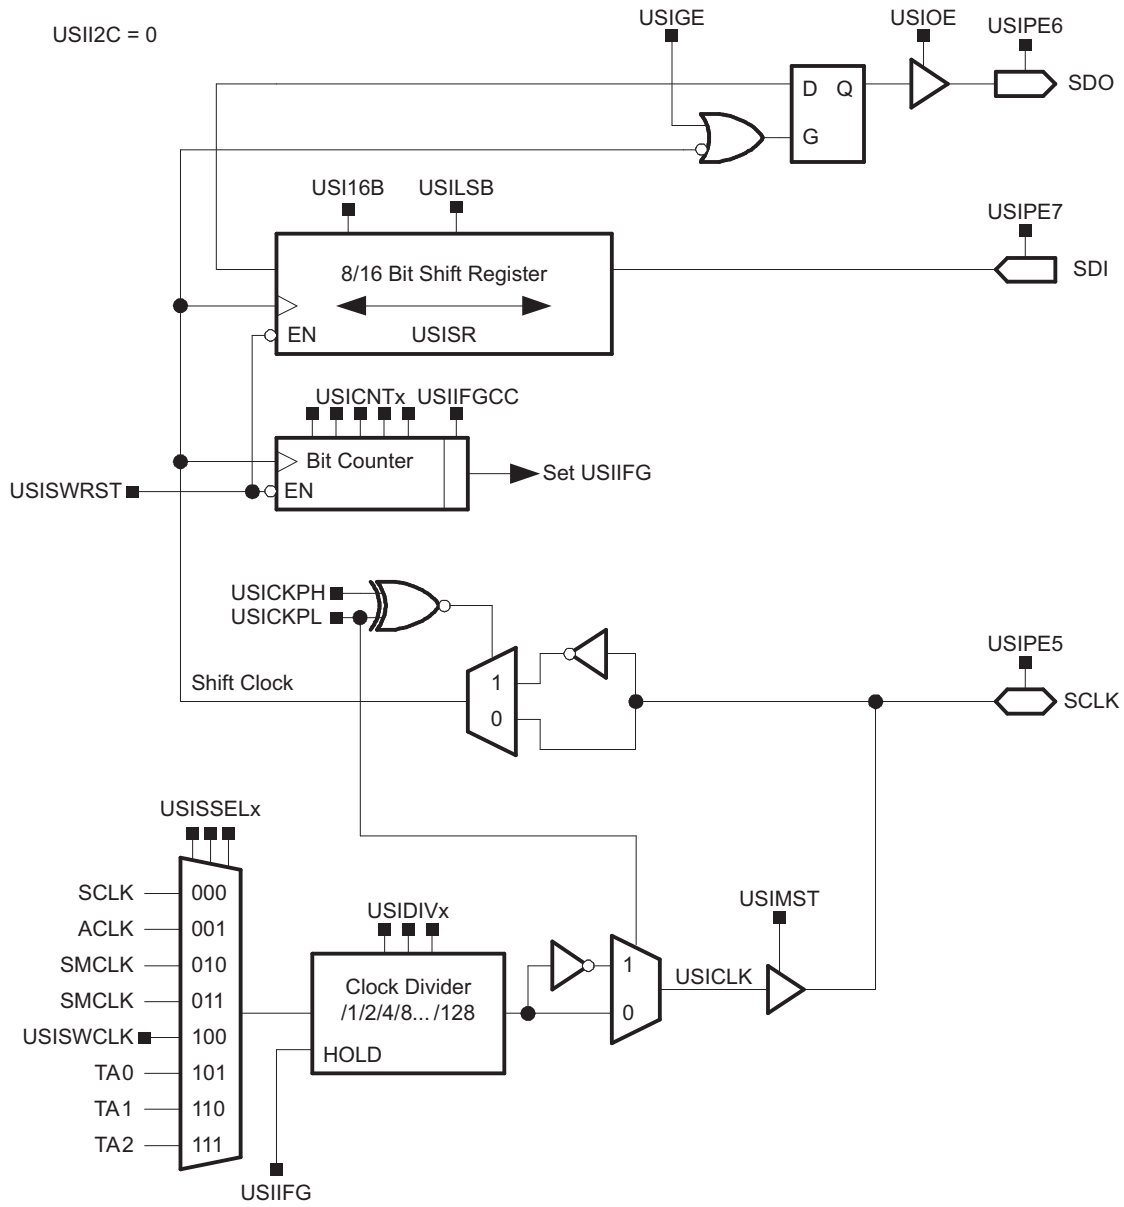 USII2C = 0
USIGE
USIOE
USIPE6
D Q
SDO
G
USI16B
USILSB
USIPE7
8/16 Bit Shift Register
SDI
EN
USISR
USICNTx
USIIFGCC
Bit Counter
Set USIIFG
USISWRST
EN
USICKPH
USICKPL
USIPE5
Shift Clock
1
0
SCLK
USISSELx
SCLK 000
ACLK 001
SMCLK 010
SMCLK 011
USISWCLK 100
TA0 101
TA1 110
TA2 111
USIDIVx
Clock Divider
/1/2/4/8... /128
HOLD
USIIFG
1
0
USICLK
USIMST